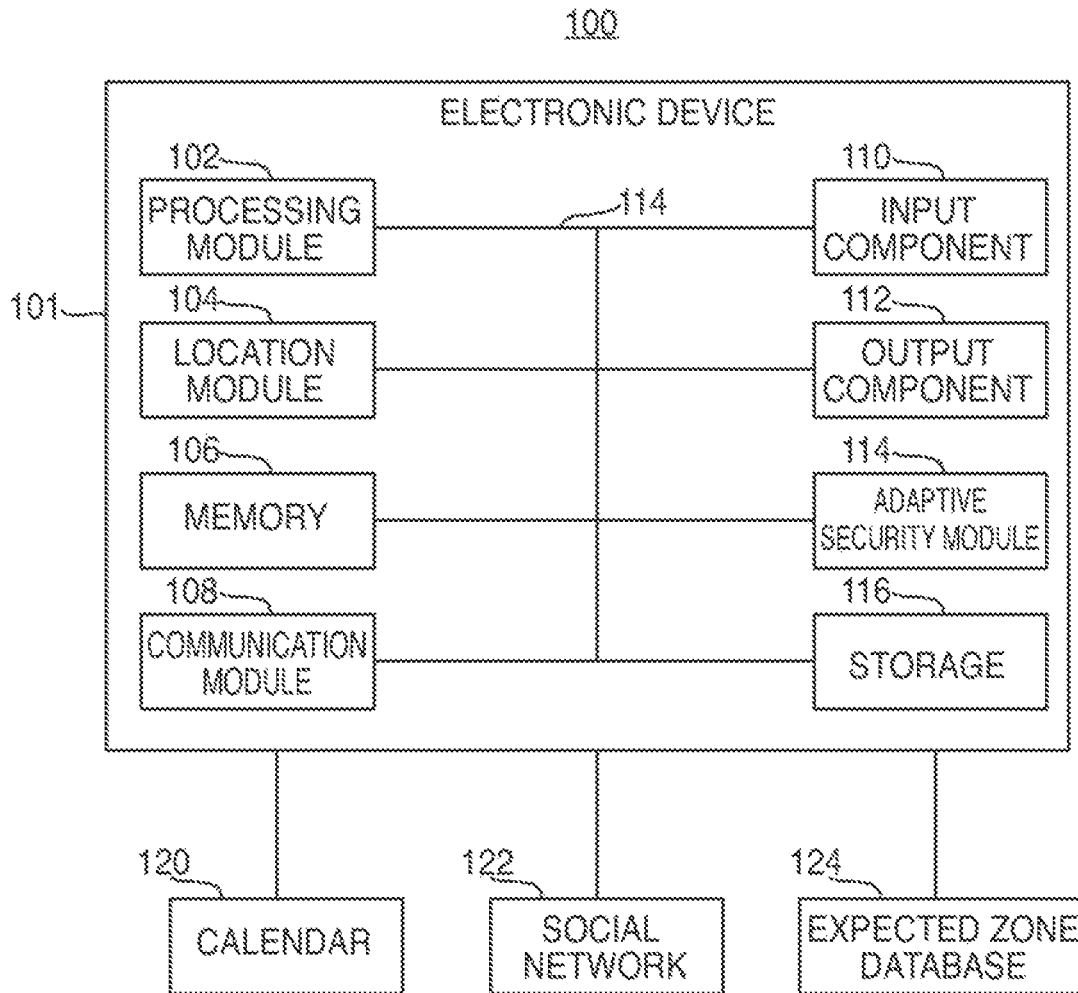 100
ELECTRONIC DEVICE
102
PROCESSING
MODULE
114
110
INPUT
COMPONENT
101
104
LOCATION
MODULE
112
OUTPUT
COMPONENT
106
MEMORY
114
ADAPTIVE
SECURITY MODULE
108
COMMUNICATION
MODULE
116
STORAGE
120
CALENDAR
122
SOCIAL
NETWORK
124
EXPECTED ZONE
DATABASE